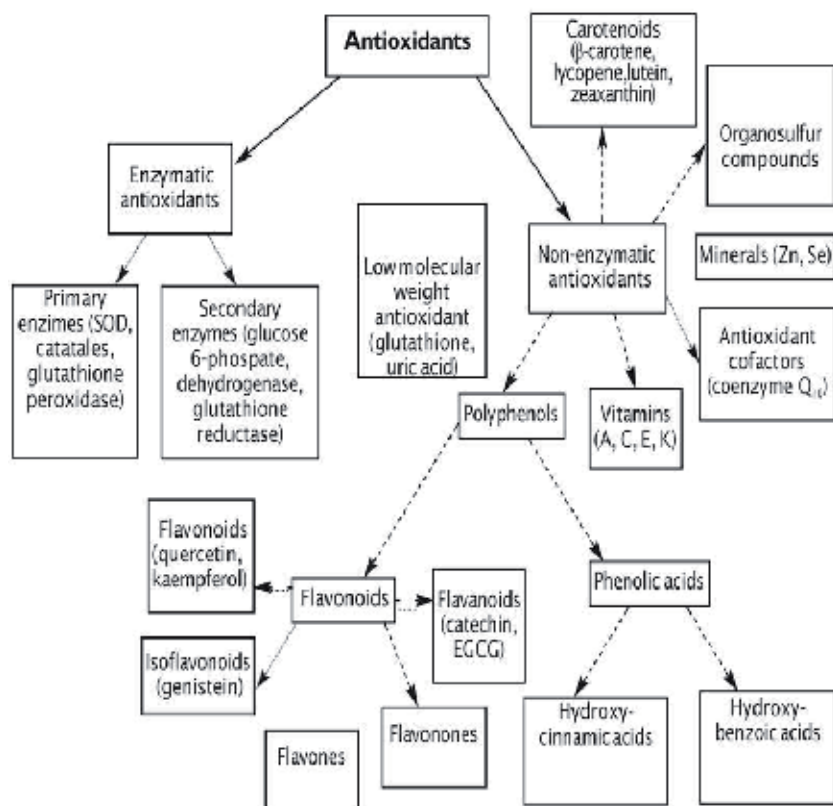 Antioxidants
Carotenoids
(β-carotene,
lycopene,lutein,
zeaxanthin)
Organosulfur
compounds
Enzymatic
antioxidants
Non-enzymatic
antioxidants
Minerals (Zn, Se)
Low molecular
weight
antioxidant
(glutathione,
uric acid)
Primary
enzimes (SOD,
catatales,
glutathione
peroxidase)
Secondary
enzymes (glucose
6-phospate,
dehydrogenase,
glutathione
reductase)
Antioxidant
cofactors
(coenzyme Q₁₀)
Polyphenols
Vitamins
(A, C, E, K)
Flavonoids
(quercetin,
kaempferol)
Flavonoids
Flavanoids
(catechin,
EGCG)
Phenolic acids
Isoflavonoids
(genistein)
Flavones
Flavonones
Hydroxy-
cinnamic acids
Hydroxy-
benzoic acids